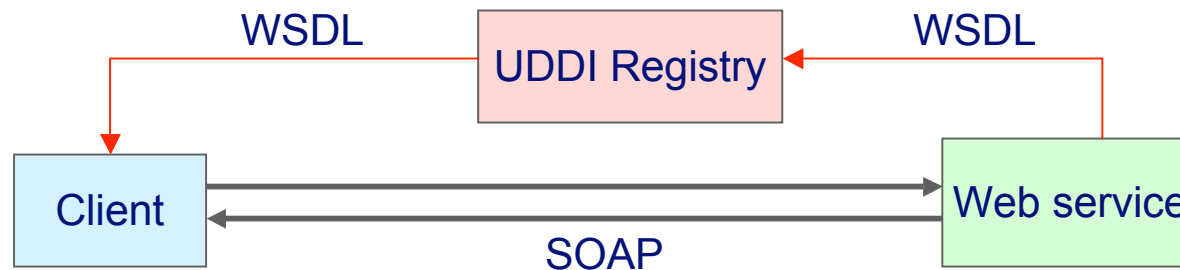 WSDL
WSDL
UDDI Registry
Client
Web service
SOAP